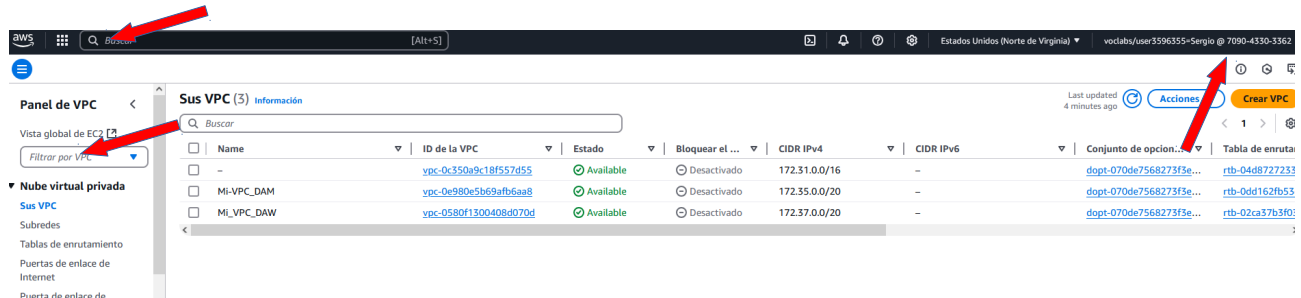 aws Buscar [Alt+S] Estados Unidos (Norte de Virginia) voclabs/user3596355=Sergio @ 7090-4330-3362
Panel de VPC
Vista global de EC2
Filtrar por VPC
Nube virtual privada
Sus VPC
Subredes
Tablas de enrutamiento
Puertas de enlace de
Internet
Puerta de enlace de
Sus VPC (3) Información
Last updated
4 minutes ago
Acciones
Crear VPC
Buscar
1
Name ID de la VPC Estado Bloquear el ... CIDR IPv4 CIDR IPv6 Conjunto de opcion... Tabla de enruta
– vpc-0c350a9c18f557d55 Available Desactivado 172.31.0.0/16 – dopt-070de7568273f3e... rtb-04d8727233
Mi-VPC_DAM vpc-0e980e5b69afb6aa8 Available Desactivado 172.35.0.0/20 – dopt-070de7568273f3e... rtb-0dd162fb53
Mi_VPC_DAW vpc-0580f1300408d070d Available Desactivado 172.37.0.0/20 – dopt-070de7568273f3e... rtb-02ca37b3f03